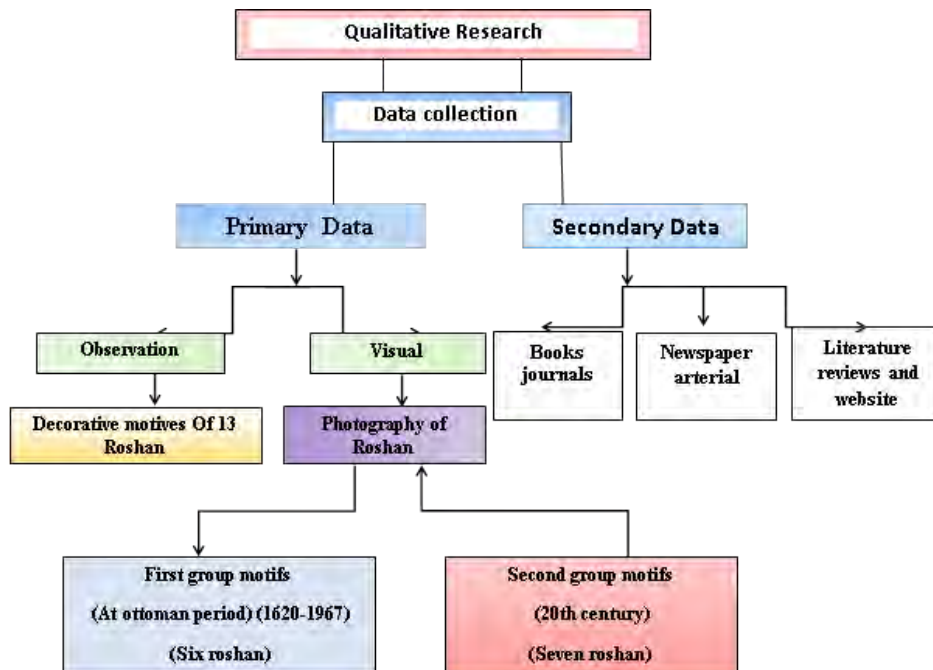 Qualitative Research
Data collection
Primary Data
Secondary Data
Observation
Visual
Books
journals
Newspaper
arterial
Literature
reviews and
website
Decorative motives Of 13
Roshan
Photography of
Roshan
First group motifs
(At ottoman period) (1620-1967)
(Six roshan)
Second group motifs
(20th century)
(Seven roshan)